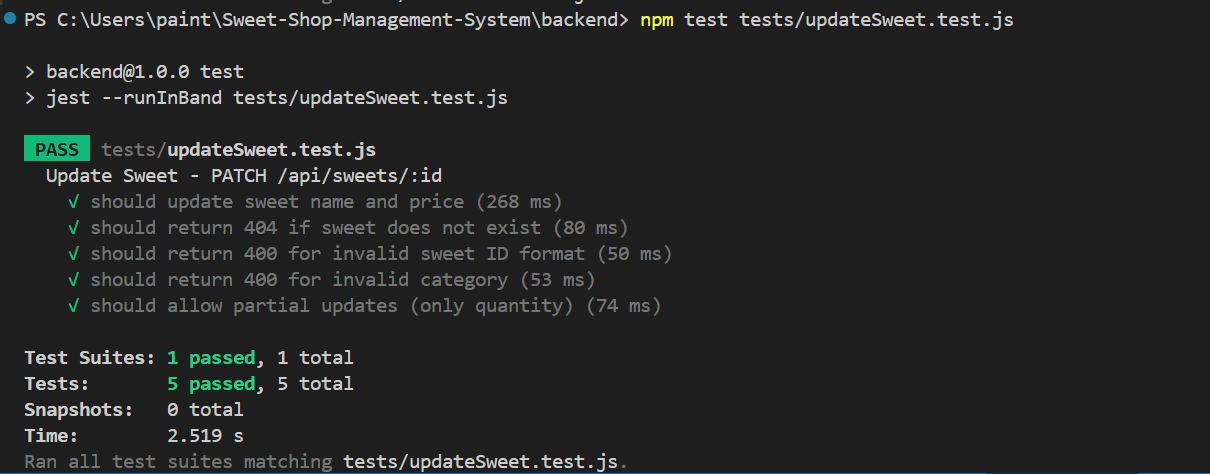 PS C:\Users\paint\Sweet-Shop-Management-System\backend> npm test tests/updateSweet.test.js
> backend@1.0.0 test
> jest --runInBand tests/updateSweet.test.js
PASS tests/updateSweet.test.js
Update Sweet - PATCH /api/sweets/:id
√ should update sweet name and price (268 ms)
√ should return 404 if sweet does not exist (80 ms)
√ should return 400 for invalid sweet ID format (50 ms)
√ should return 400 for invalid category (53 ms)
√ should allow partial updates (only quantity) (74 ms)
Test Suites: 1 passed, 1 total
Tests: 5 passed, 5 total
Snapshots: 0 total
Time: 2.519 s
Ran all test suites matching tests/updateSweet.test.js.